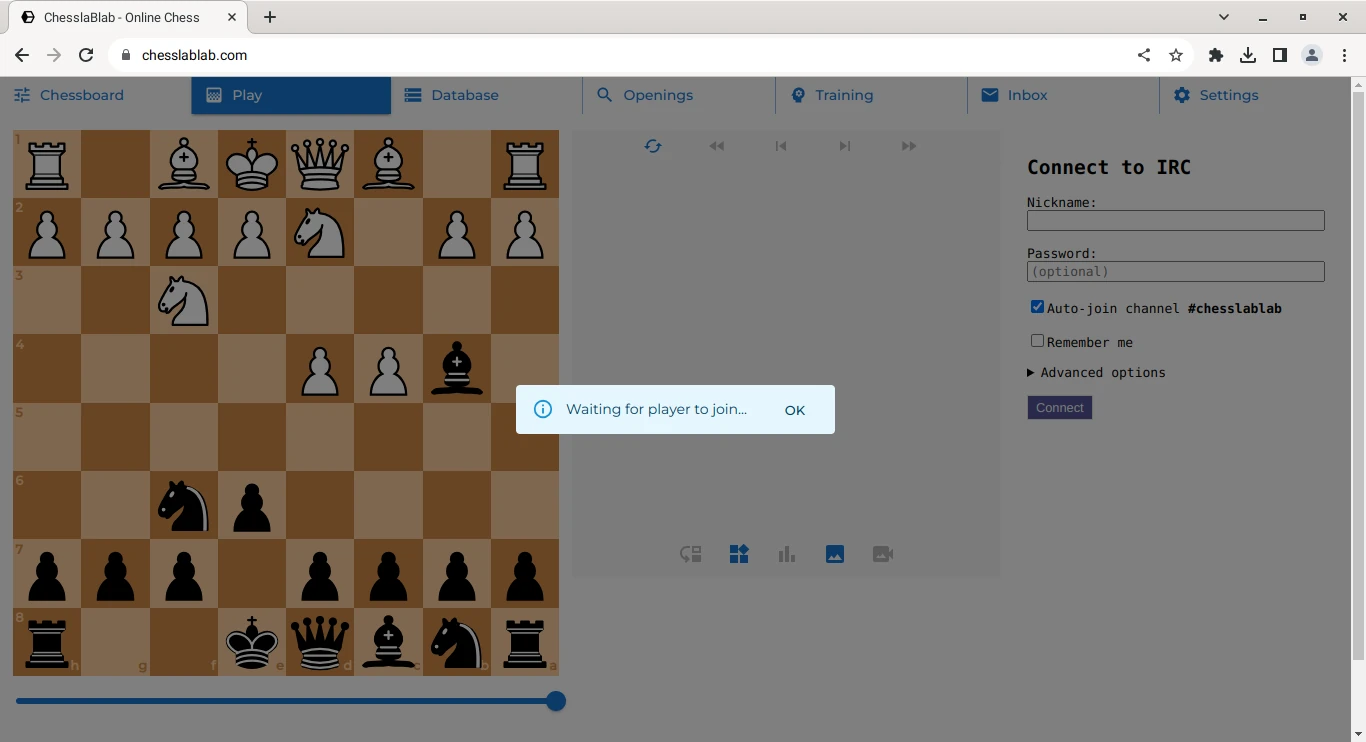 ChesslaBlab - Online Chess
chesslablab.com
Chessboard
Play
Database
Openings
Training
Inbox
Settings
1
2
3
4
5
6
7
8
h
g
f
e
d
c
b
a
Waiting for player to join...
OK
Connect to IRC
Nickname:
Password:
(optional)
Auto-join channel #chesslablab
Remember me
Advanced options
Connect